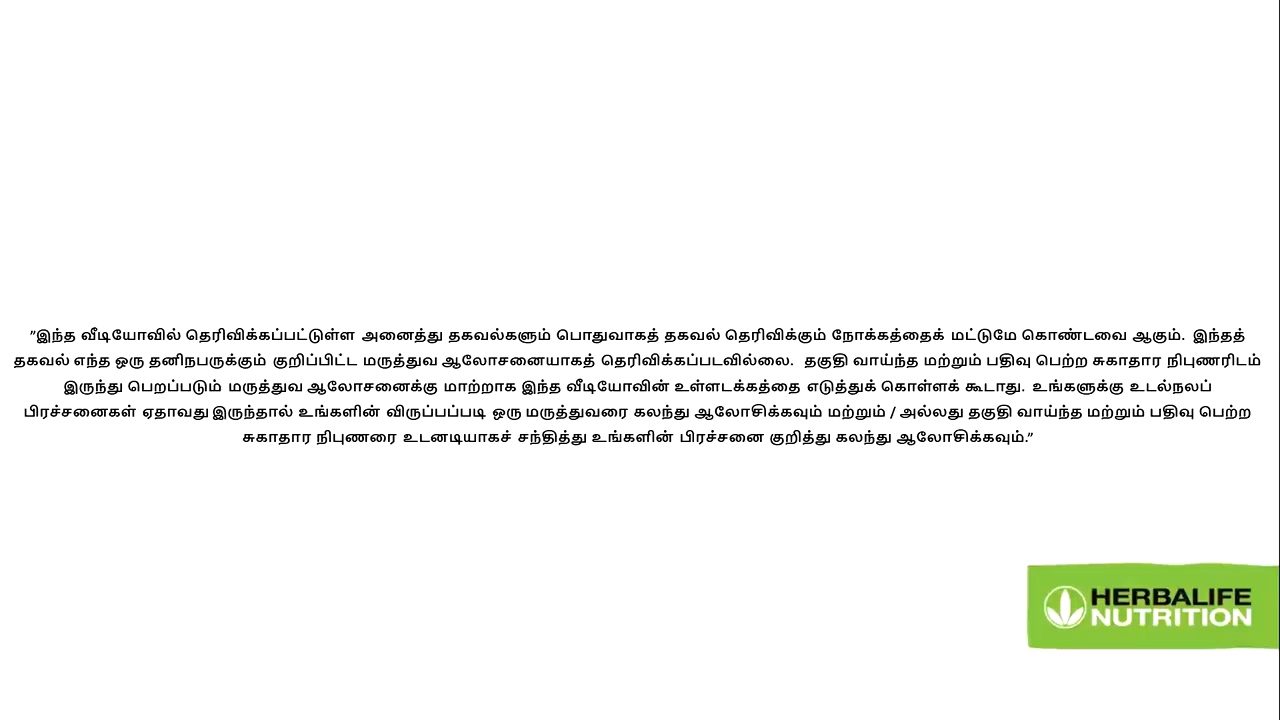 ”இந்த வீடியோவில் தெரிவிக்கப்பட்டுள்ள அனைத்து தகவல்களும் பொதுவாகத் தகவல் தெரிவிக்கும் நோக்கத்தைக் மட்டுமே கொண்டவை ஆகும். இந்தத்
தகவல் எந்த ஒரு தனிநபருக்கும் குறிப்பிட்ட மருத்துவ ஆலோசனையாகத் தெரிவிக்கப்படவில்லை. தகுதி வாய்ந்த மற்றும் பதிவு பெற்ற சுகாதார நிபுணரிடம்
இருந்து பெறப்படும் மருத்துவ ஆலோசனைக்கு மாற்றாக இந்த வீடியோவின் உள்ளடக்கத்தை எடுத்துக் கொள்ளக் கூடாது. உங்களுக்கு உடல்நலப்
பிரச்சனைகள் ஏதாவது இருந்தால் உங்களின் விருப்பப்படி ஒரு மருத்துவரை கலந்து ஆலோசிக்கவும் மற்றும் / அல்லது தகுதி வாய்ந்த மற்றும் பதிவு பெற்ற
சுகாதார நிபுணரை உடனடியாகச் சந்தித்து உங்களின் பிரச்சனை குறித்து கலந்து ஆலோசிக்கவும்.”
HERBALIFE
NUTRITION